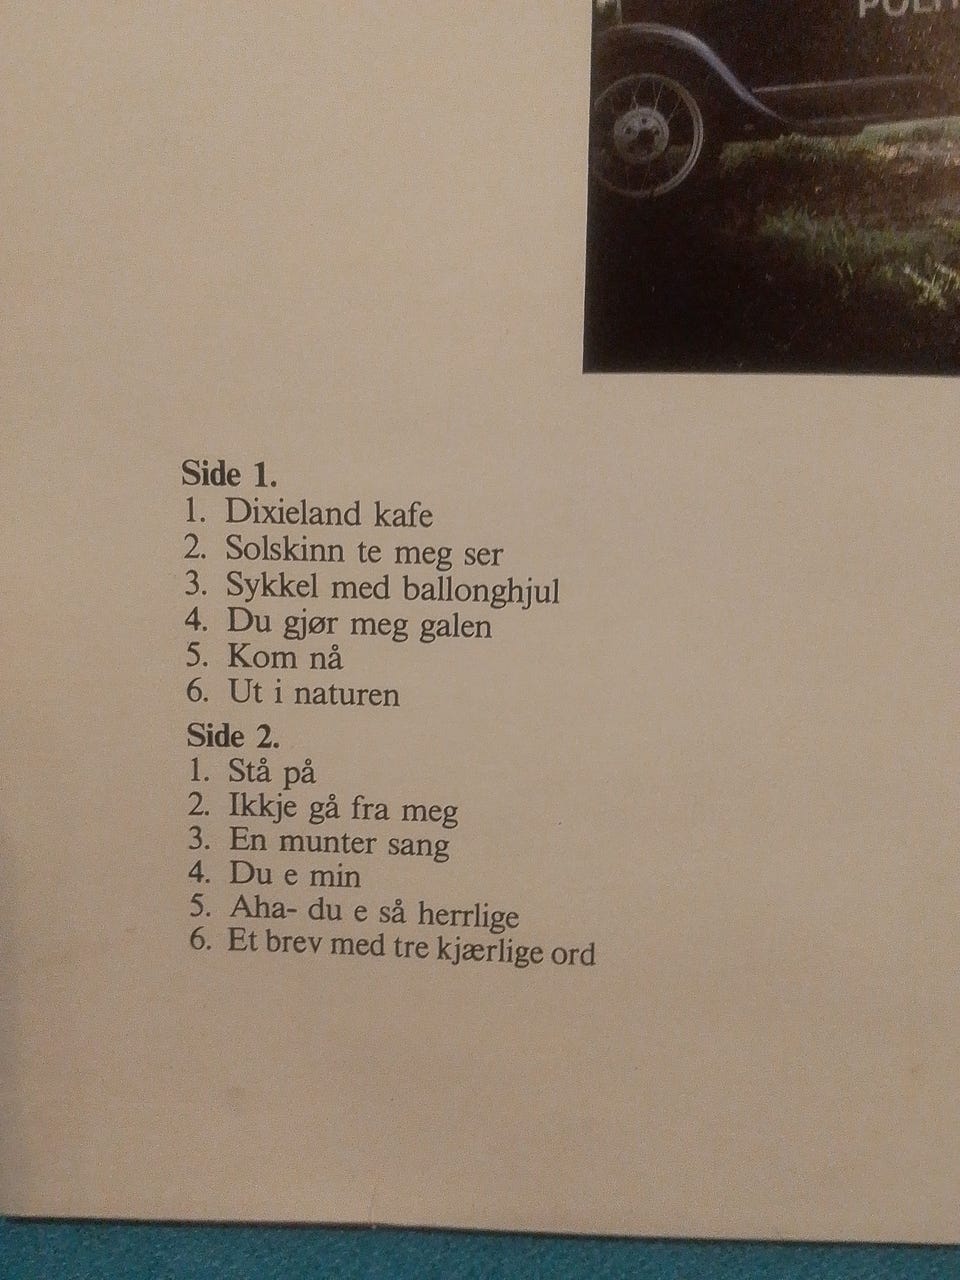 Side 1.
1. Dixieland kafe
2. Solskinn te meg ser
3. Sykkel med ballonghjul
4. Du gjør meg galen
5. Kom nå
6. Ut i naturen
Side 2.
1. Stå på
2. Ikkje gå fra meg
3. En munter sang
4. Du e min
5. Aha- du e så herrlige
6. Et brev med tre kjærlige ord